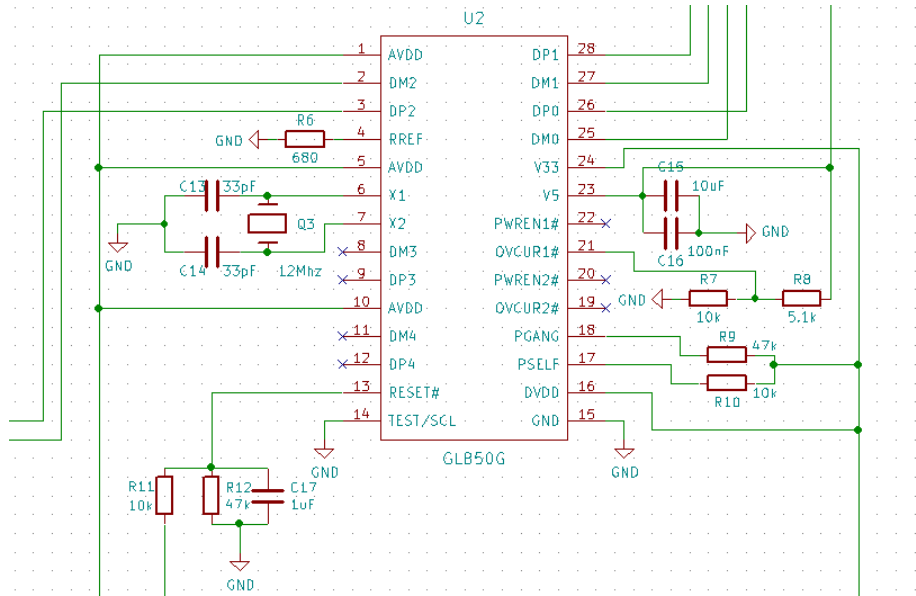 U2
1 AVDD DP1 28
2 DM2 DM1 27
3 DP2 DP0 26
R6
GND 680 4 RREF DM0 25
5 AVDD V33 24
C13 33pF 6 X1 V5 23 C15 10uF
Q3 7 X2 PWREN1# 22 GND
GND C14 33pF 12Mhz 8 DM3 OVCUR1# 21 C16 100nF
9 DP3 PWREN2# 20 GND R7 R8
10 AVDD OVCUR2# 19 10k 5.1k
11 DM4 PGANG 18 R9 47k
12 DP4 PSELF 17
13 RESET# DVDD 16 R10 10k
14 TEST/SCL GND 15
GND GND
GL850G
R11 R12 C17
10k 47k 1uF
GND